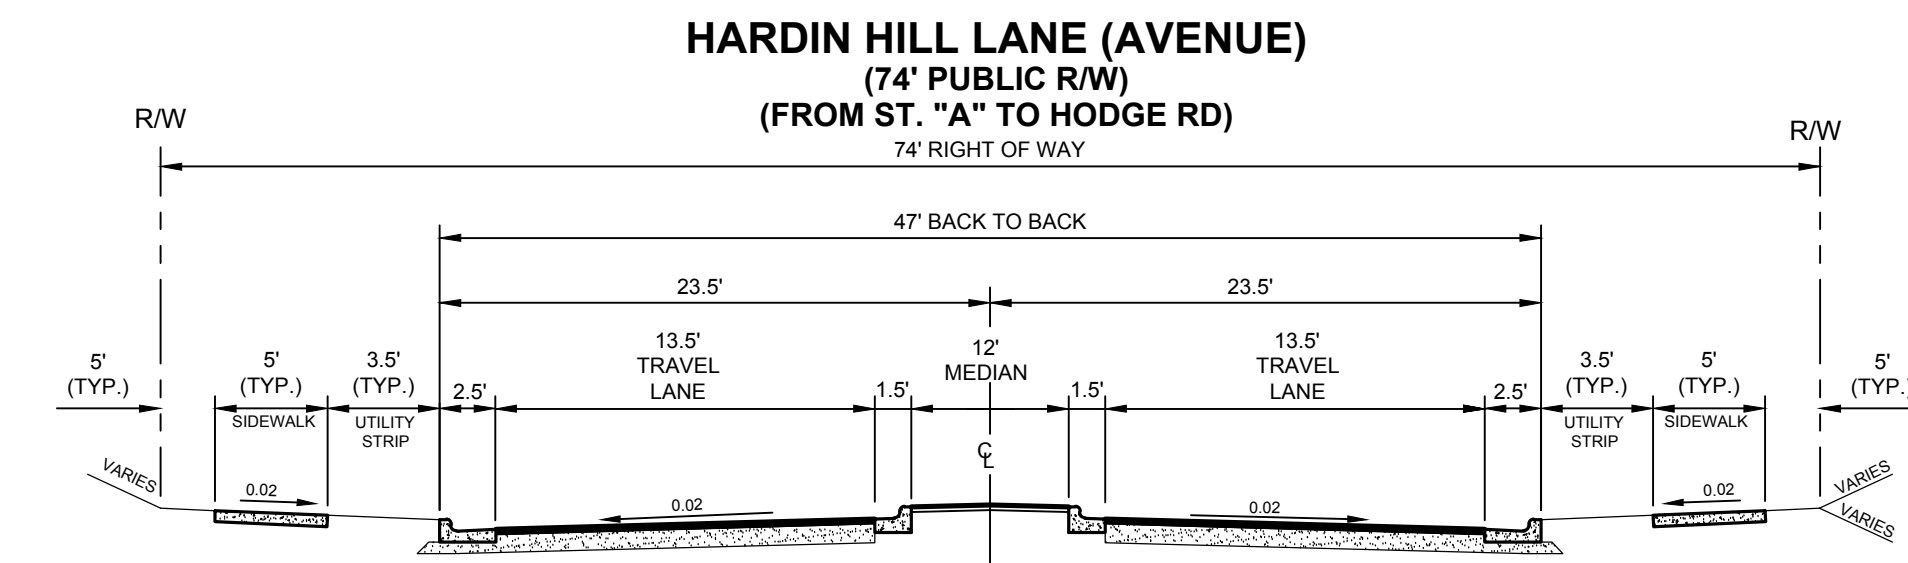 HARDIN HILL LANE (AVENUE)
(74' PUBLIC R/W)
(FROM ST. "A" TO HODGE RD)
R/W
R/W
74' RIGHT OF WAY
47' BACK TO BACK
23.5'
23.5'
5'
(TYP.)
5'
(TYP.)
SIDEWALK
3.5'
(TYP.)
UTILITY
STRIP
2.5'
13.5'
TRAVEL
LANE
1.5'
12'
MEDIAN
1.5'
13.5'
TRAVEL
LANE
2.5'
3.5'
(TYP.)
UTILITY
STRIP
5'
(TYP.)
SIDEWALK
5'
(TYP.)
CL
VARIES
0.02
0.02
0.02
0.02
VARIES
VARIES